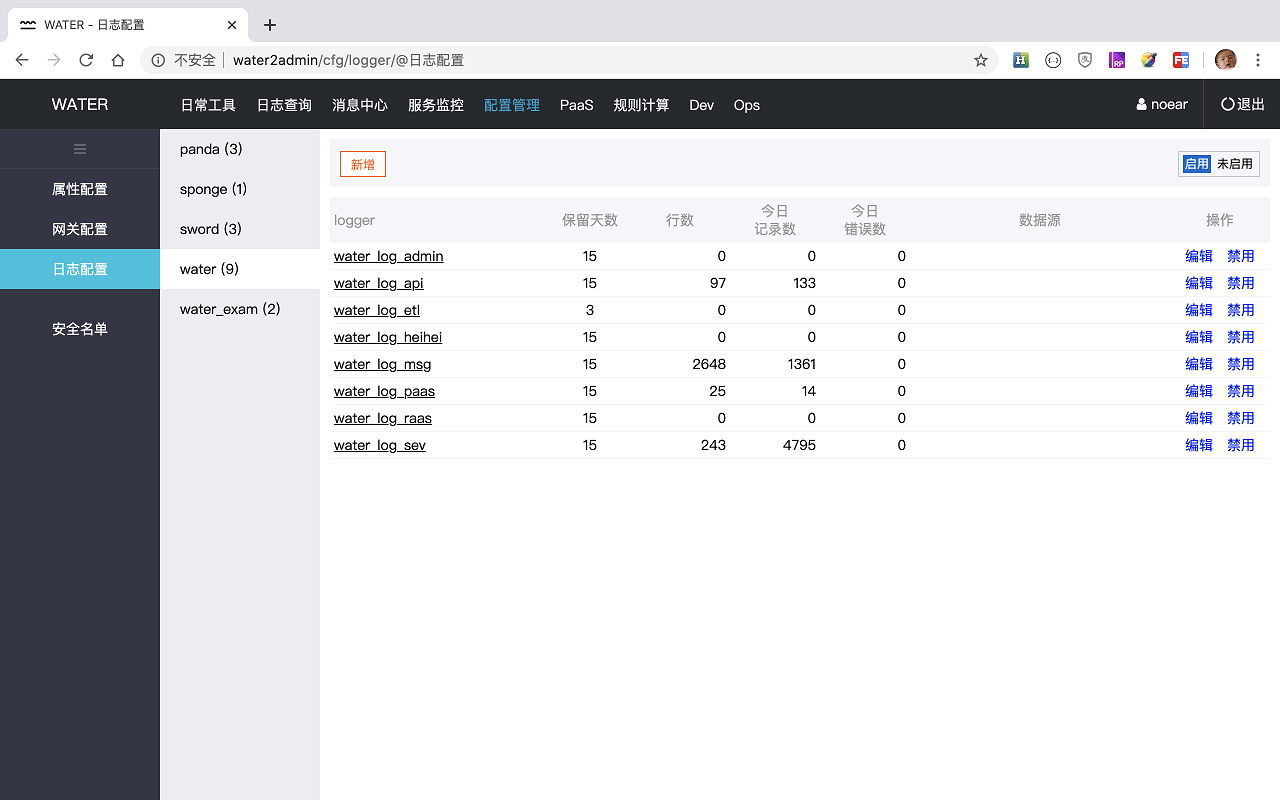 WATER - 日志配置
不安全 water2admin/cfg/logger/@日志配置
WATER 日常工具 日志查询 消息中心 服务监控 配置管理 PaaS 规则计算 Dev Ops noear 退出
属性配置
网关配置
日志配置
安全名单
panda (3)
sponge (1)
sword (3)
water (9)
water_exam (2)
新增 启用 未启用
logger 保留天数 行数 今日记录数 今日错误数 数据源 操作
water_log_admin 15 0 0 0 编辑 禁用
water_log_api 15 97 133 0 编辑 禁用
water_log_etl 3 0 0 0 编辑 禁用
water_log_heihei 15 0 0 0 编辑 禁用
water_log_msg 15 2648 1361 0 编辑 禁用
water_log_paas 15 25 14 0 编辑 禁用
water_log_raas 15 0 0 0 编辑 禁用
water_log_sev 15 243 4795 0 编辑 禁用